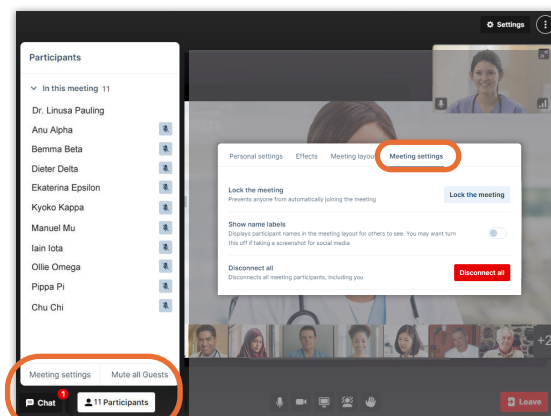 Settings
Participants
In this meeting 11
Dr. Linusa Pauling
Anu Alpha
Bemma Beta
Dieter Delta
Ekaterina Epsilon
Kyoko Kappa
Manuel Mu
Iain Iota
Ollie Omega
Pippa Pi
Chu Chi
Meeting settings Mute all Guests
Chat 1 11 Participants
Personal settings Effects Meeting layout Meeting settings
Lock the meeting
Prevents anyone from automatically joining the meeting
Lock the meeting
Show name labels
Displays participant names in the meeting layout for others to see. You may want turn
this off if taking a screenshot for social media
Disconnect all
Disconnects all meeting participants, including you
Disconnect all
+2
Leave